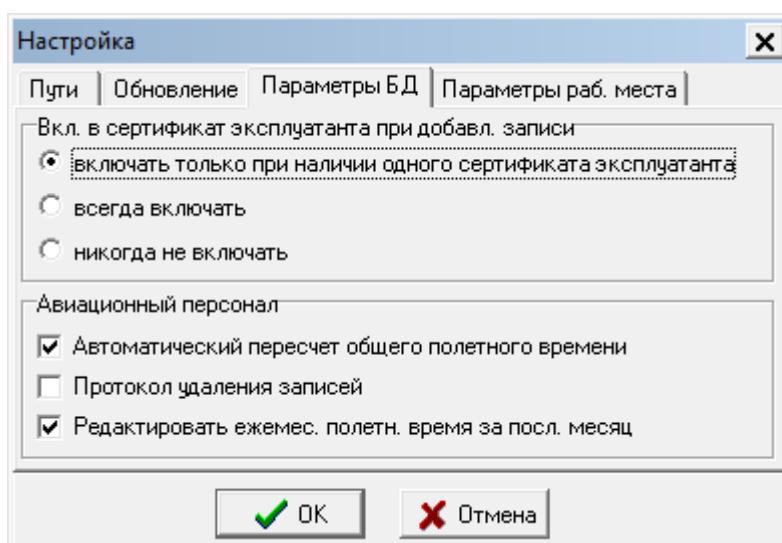 Настройка
Пути Обновление Параметры БД Параметры раб. места
Вкл. в сертификат эксплуатанта при добавл. записи
включать только при наличии одного сертификата эксплуатанта
всегда включать
никогда не включать
Авиационный персонал
Автоматический пересчет общего полетного времени
Протокол удаления записей
Редактировать ежемес. полетн. время за посл. месяц
OK Отмена